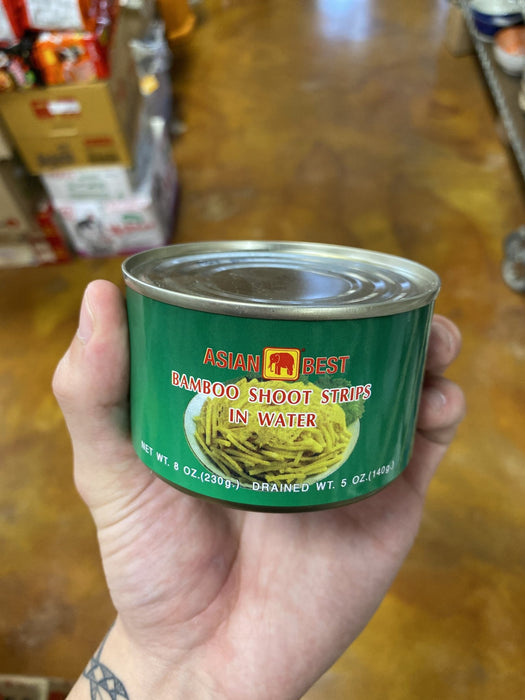 ASIAN BEST
BAMBOO SHOOT STRIPS
IN WATER
NET WT. 8 OZ.(230g.) DRAINED WT. 5 OZ.(140g.)